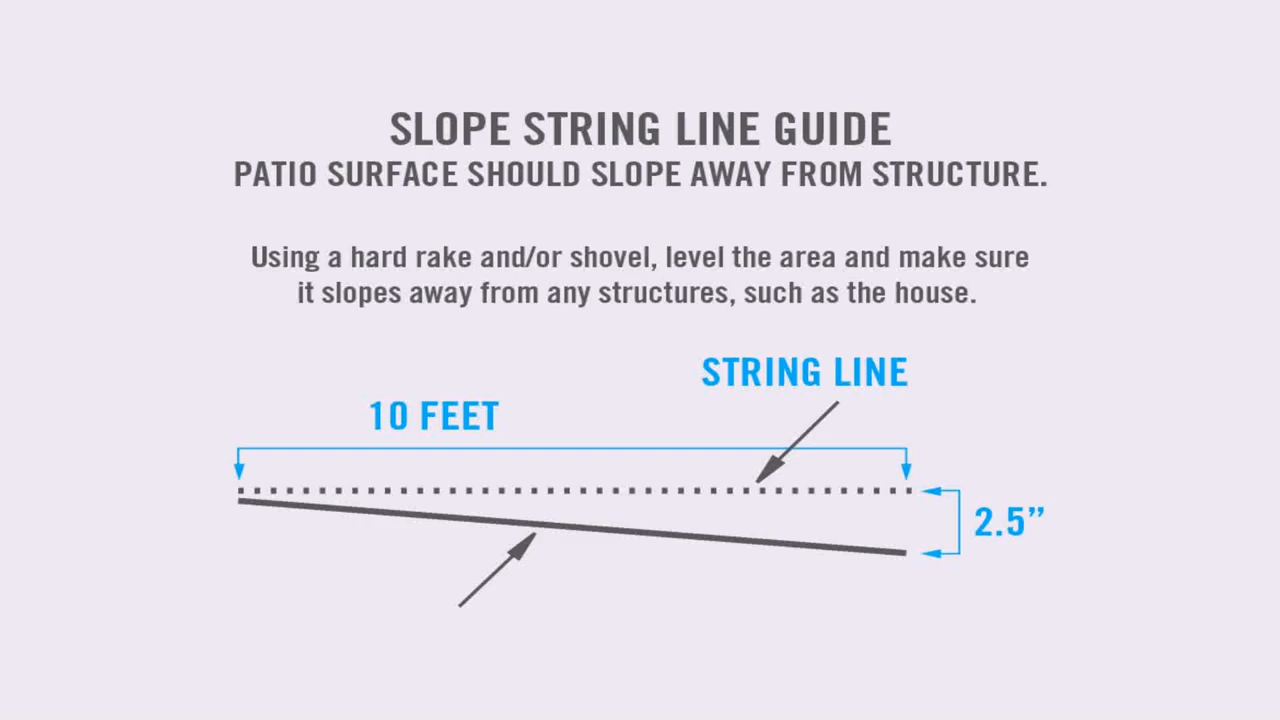 SLOPE STRING LINE GUIDE
PATIO SURFACE SHOULD SLOPE AWAY FROM STRUCTURE.
Using a hard rake and/or shovel, level the area and make sure
it slopes away from any structures, such as the house.
STRING LINE
10 FEET
2.5”